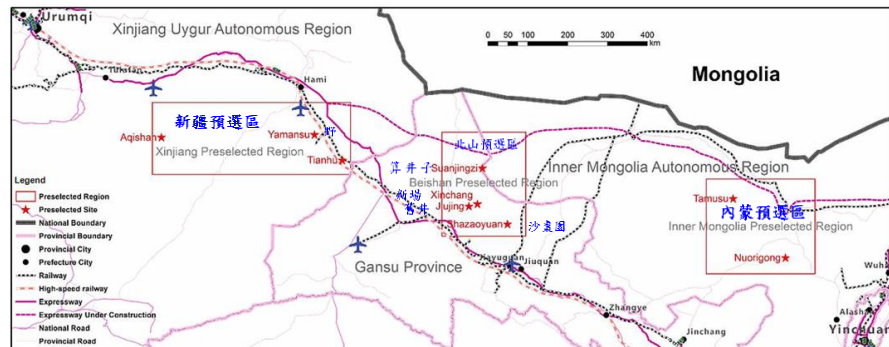 Urumqi
Xinjiang Uygur Autonomous Region
0 50 100 200 300 400
km
Mongolia
Hami
新疆預選區
Aqishan
Yamansu
野
Xinjiang Preselected Region
Tianhu
北山預選區
算井子
Suanjingzi
Beishan Preselected Region
Inner Mongolia Autonomous Region
新場
Xinchang
舊井
Jiujing
Shazaoyuan
沙棗園
Tamusu
內蒙預選區
Inner Mongolia Preselected Region
Nuorigong
Gansu Province
Jiayuguan
Jiuquan
Zhangye
Jinchang
Wuha
Alasha
Yinchuan
Legend
Preselected Region
Preselected Site
National Boundary
Provincial Boundary
Provincial City
Prefecture City
Railway
High-speed railway
Expressway
Expressway Under Construction
National Road
Provincial Road